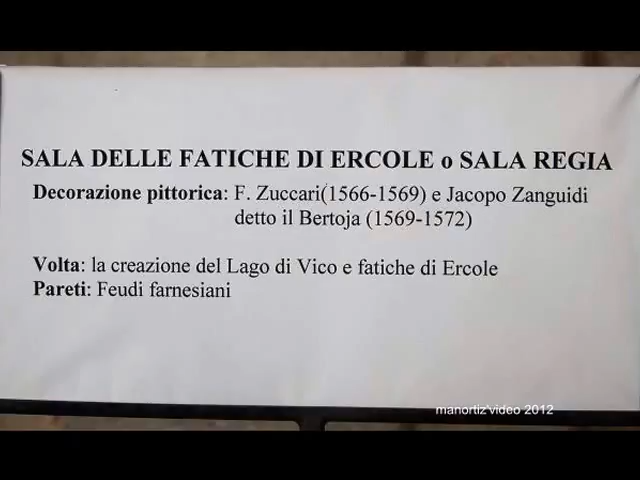 SALA DELLE FATICHE DI ERCOLE o SALA REGIA
Decorazione pittorica: F. Zuccari(1566-1569) e Jacopo Zanguidi
detto il Bertoja (1569-1572)
Volta: la creazione del Lago di Vico e fatiche di Ercole
Pareti: Feudi farnesiani
manortiz'video 2012